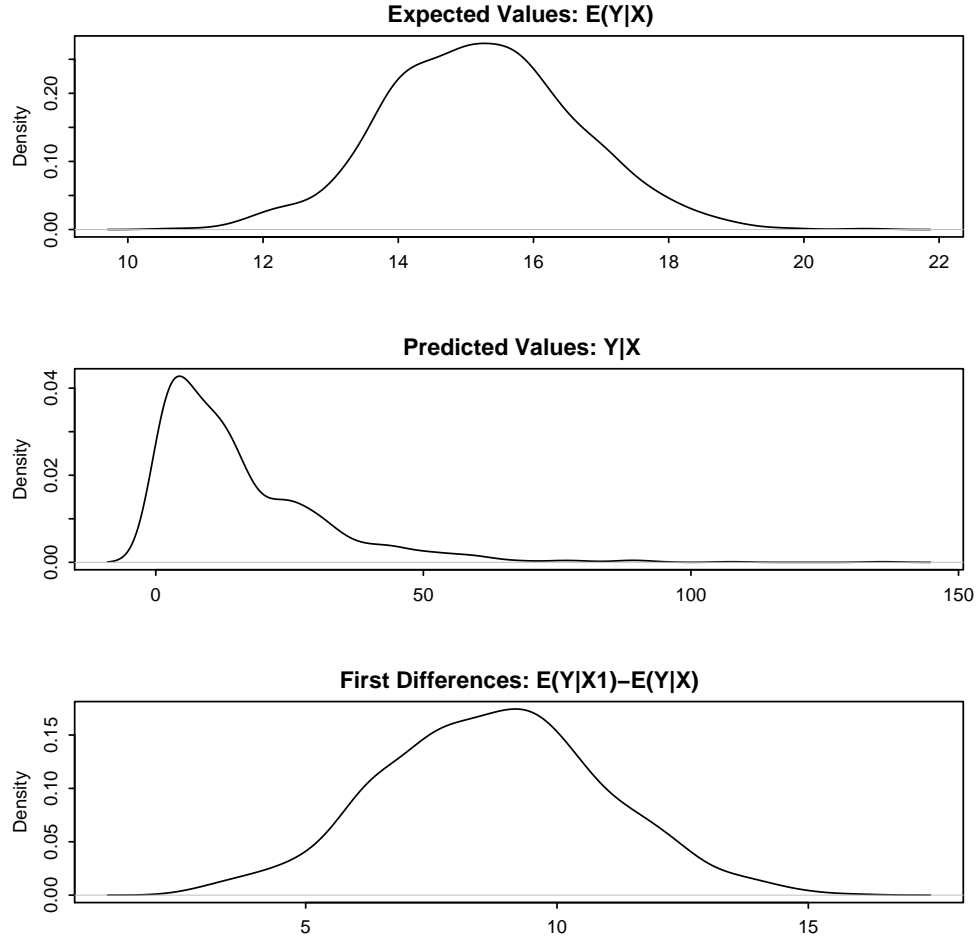 Expected Values: E(Y|X)
Density
0.00 0.10 0.20
10 12 14 16 18 20 22
Predicted Values: Y|X
Density
0.00 0.02 0.04
0 50 100 150
First Differences: E(Y|X1)−E(Y|X)
Density
0.00 0.05 0.10 0.15
5 10 15